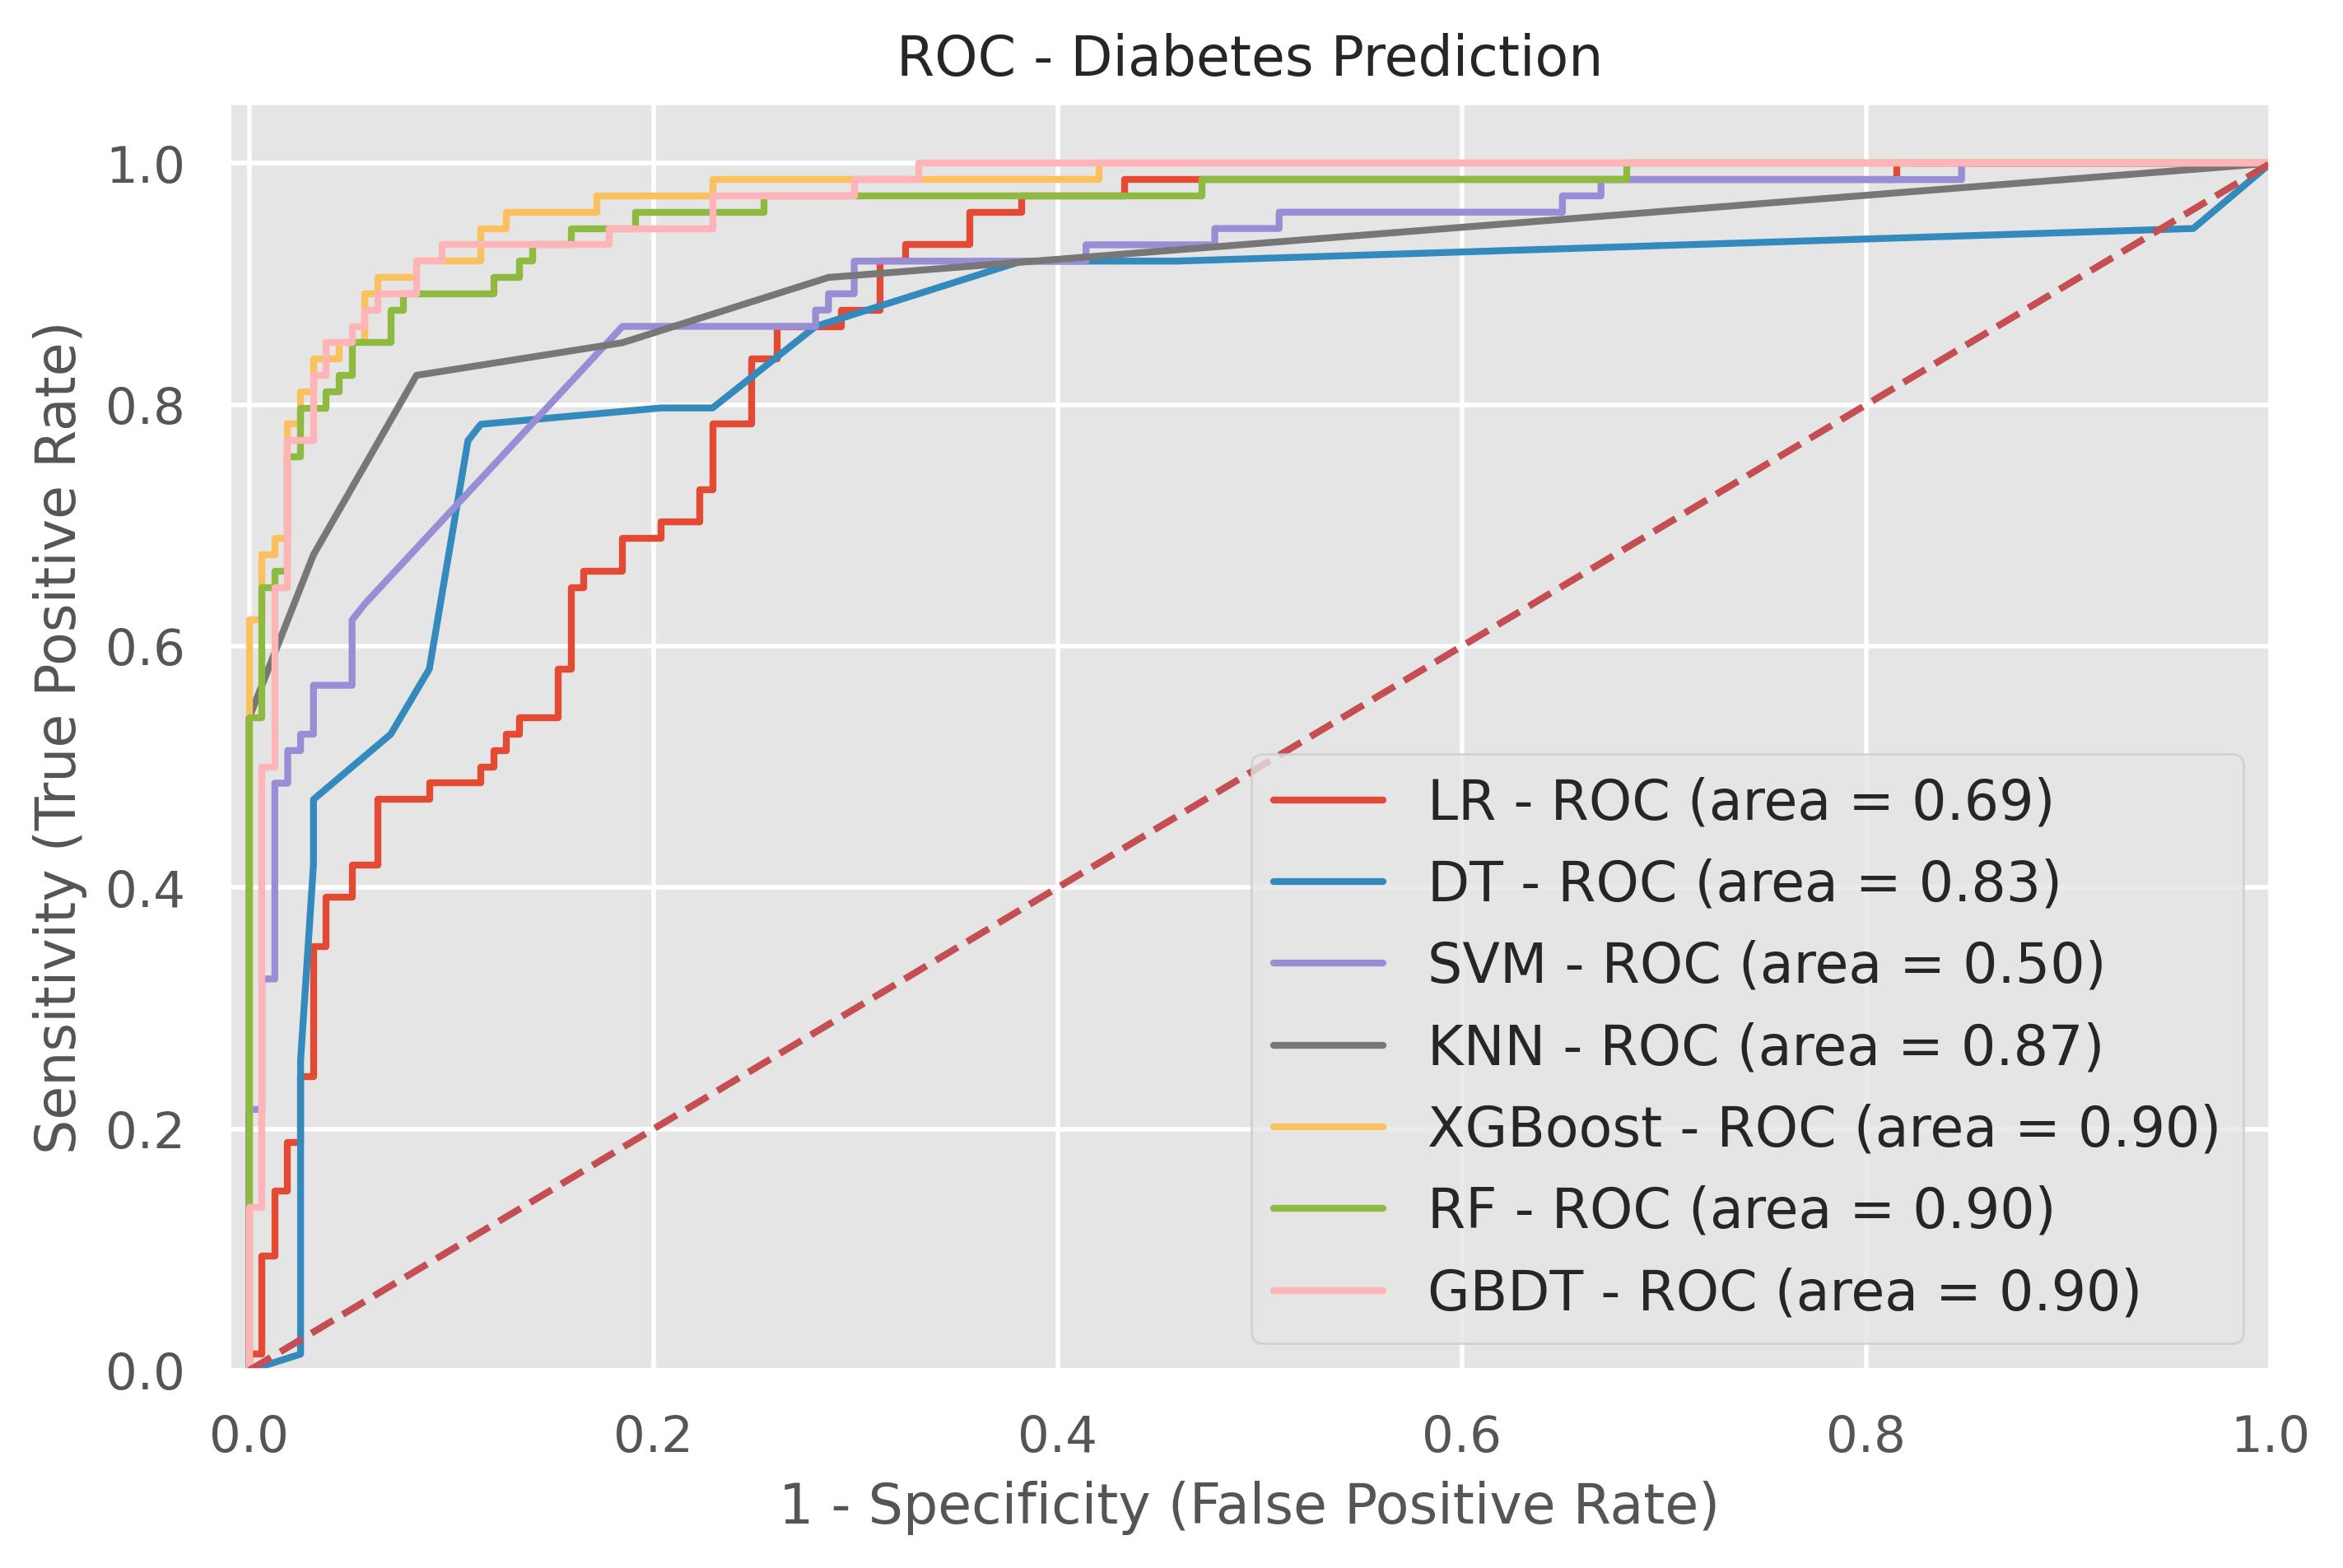 ROC - Diabetes Prediction
Sensitivity (True Positive Rate)
1.0
0.8
0.6
0.4
0.2
0.0
LR - ROC (area = 0.69)
DT - ROC (area = 0.83)
SVM - ROC (area = 0.50)
KNN - ROC (area = 0.87)
XGBoost - ROC (area = 0.90)
RF - ROC (area = 0.90)
GBDT - ROC (area = 0.90)
0.0 0.2 0.4 0.6 0.8 1.0
1 - Specificity (False Positive Rate)